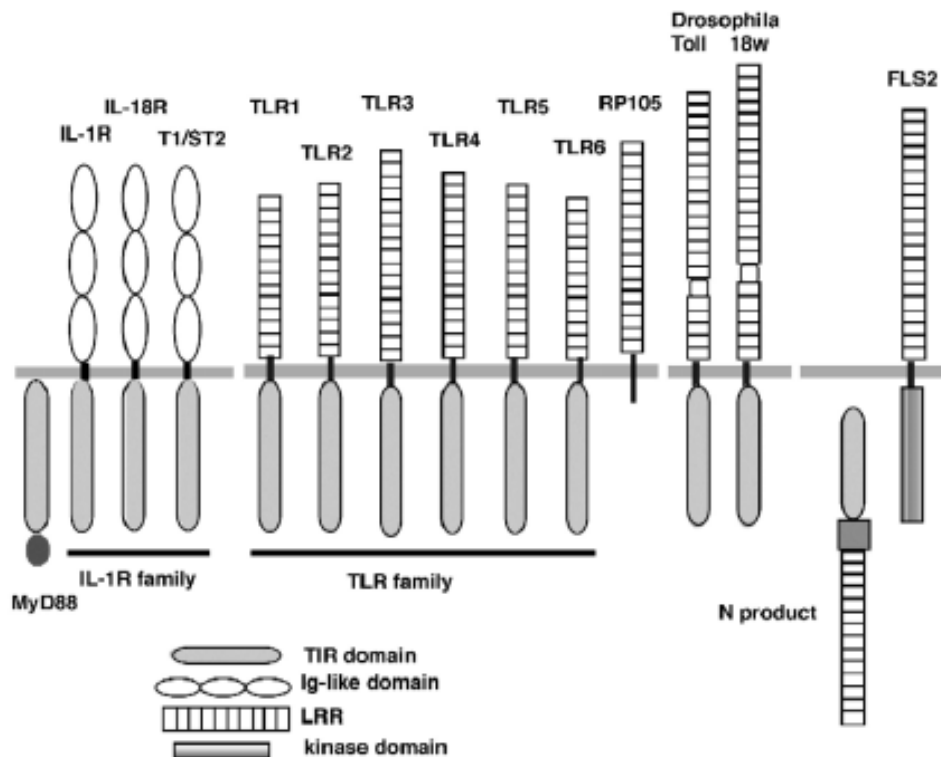 Drosophila
Toll 18w
IL-18R
IL-1R
T1/ST2
TLR1
TLR2
TLR3
TLR4
TLR5
TLR6
RP105
FLS2
MyD88
IL-1R family
TLR family
N product
TIR domain
Ig-like domain
LRR
kinase domain